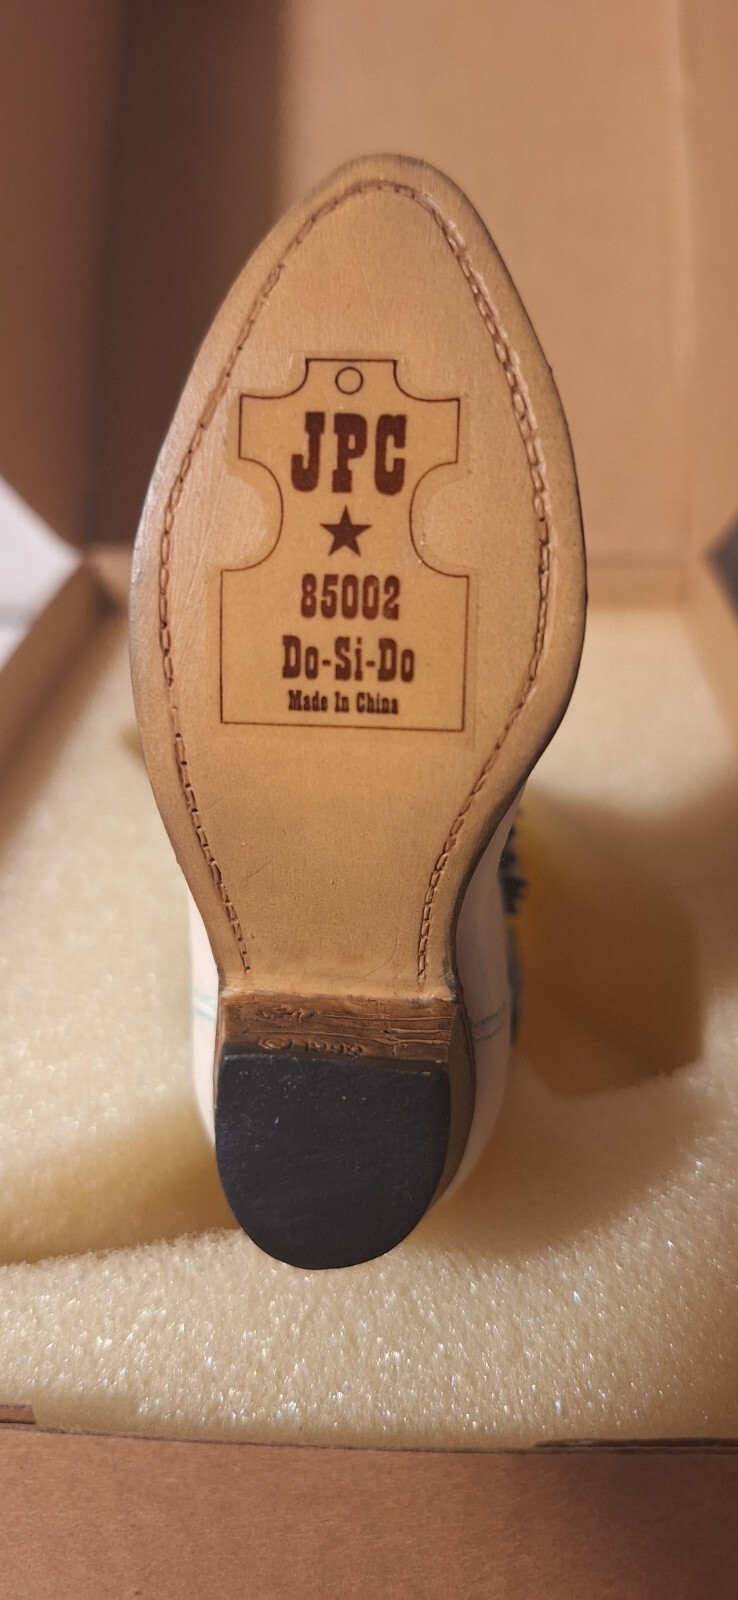 JPC
85002
Do-Si-Do
Made In China